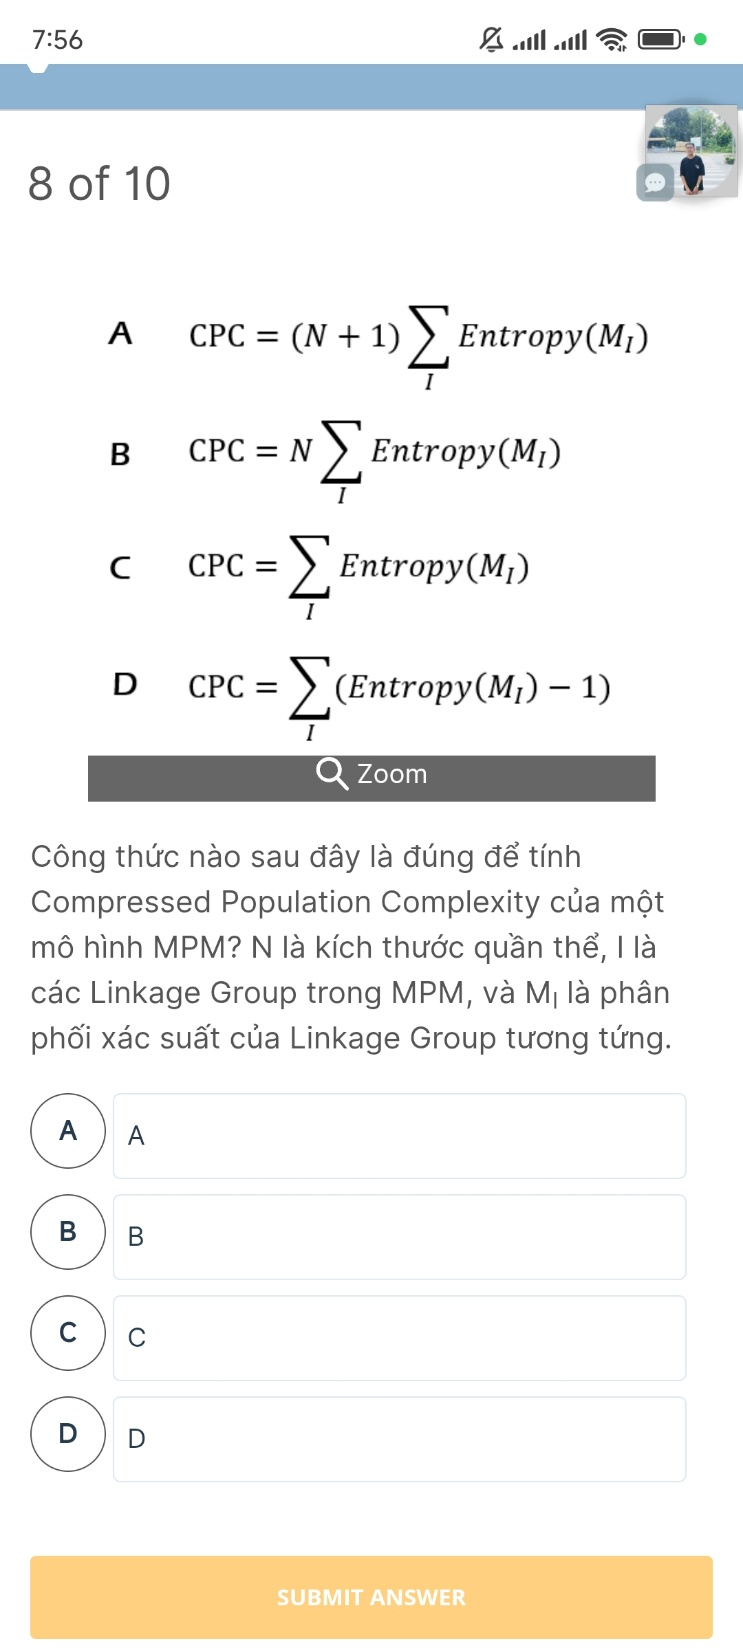 7:56
8 of 10
A CPC = (N + 1) ∑_I Entropy(M_I)
B CPC = N ∑_I Entropy(M_I)
C CPC = ∑_I Entropy(M_I)
D CPC = ∑_I (Entropy(M_I) − 1)
Zoom
Công thức nào sau đây là đúng để tính
Compressed Population Complexity của một
mô hình MPM? N là kích thước quần thể, I là
các Linkage Group trong MPM, và M_I là phân
phối xác suất của Linkage Group tương tứng.
A A
B B
C C
D D
SUBMIT ANSWER